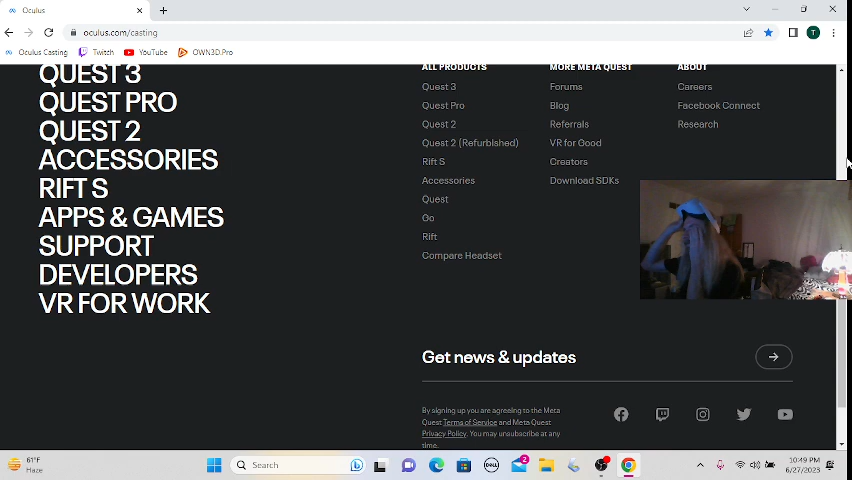 Oculus
oculus.com/casting
T
Oculus Casting Twitch YouTube OWN3D.Pro
QUEST 3
QUEST PRO
QUEST 2
ACCESSORIES
RIFT S
APPS & GAMES
SUPPORT
DEVELOPERS
VR FOR WORK
ALL PRODUCTS
Quest 3
Quest Pro
Quest 2
Quest 2 (Refurbished)
Rift S
Accessories
Quest
Go
Rift
Compare Headset
MORE META QUEST
Forums
Blog
Referrals
VR for Good
Creators
Download SDKs
ABOUT
Careers
Facebook Connect
Research
Get news & updates
By signing up you are agreeing to the Meta
Quest Terms of Service and Meta Quest
Privacy Policy. You may unsubscribe at any
time.
61°F
Haze
Search
DELL
2
10:49 PM
6/27/2023